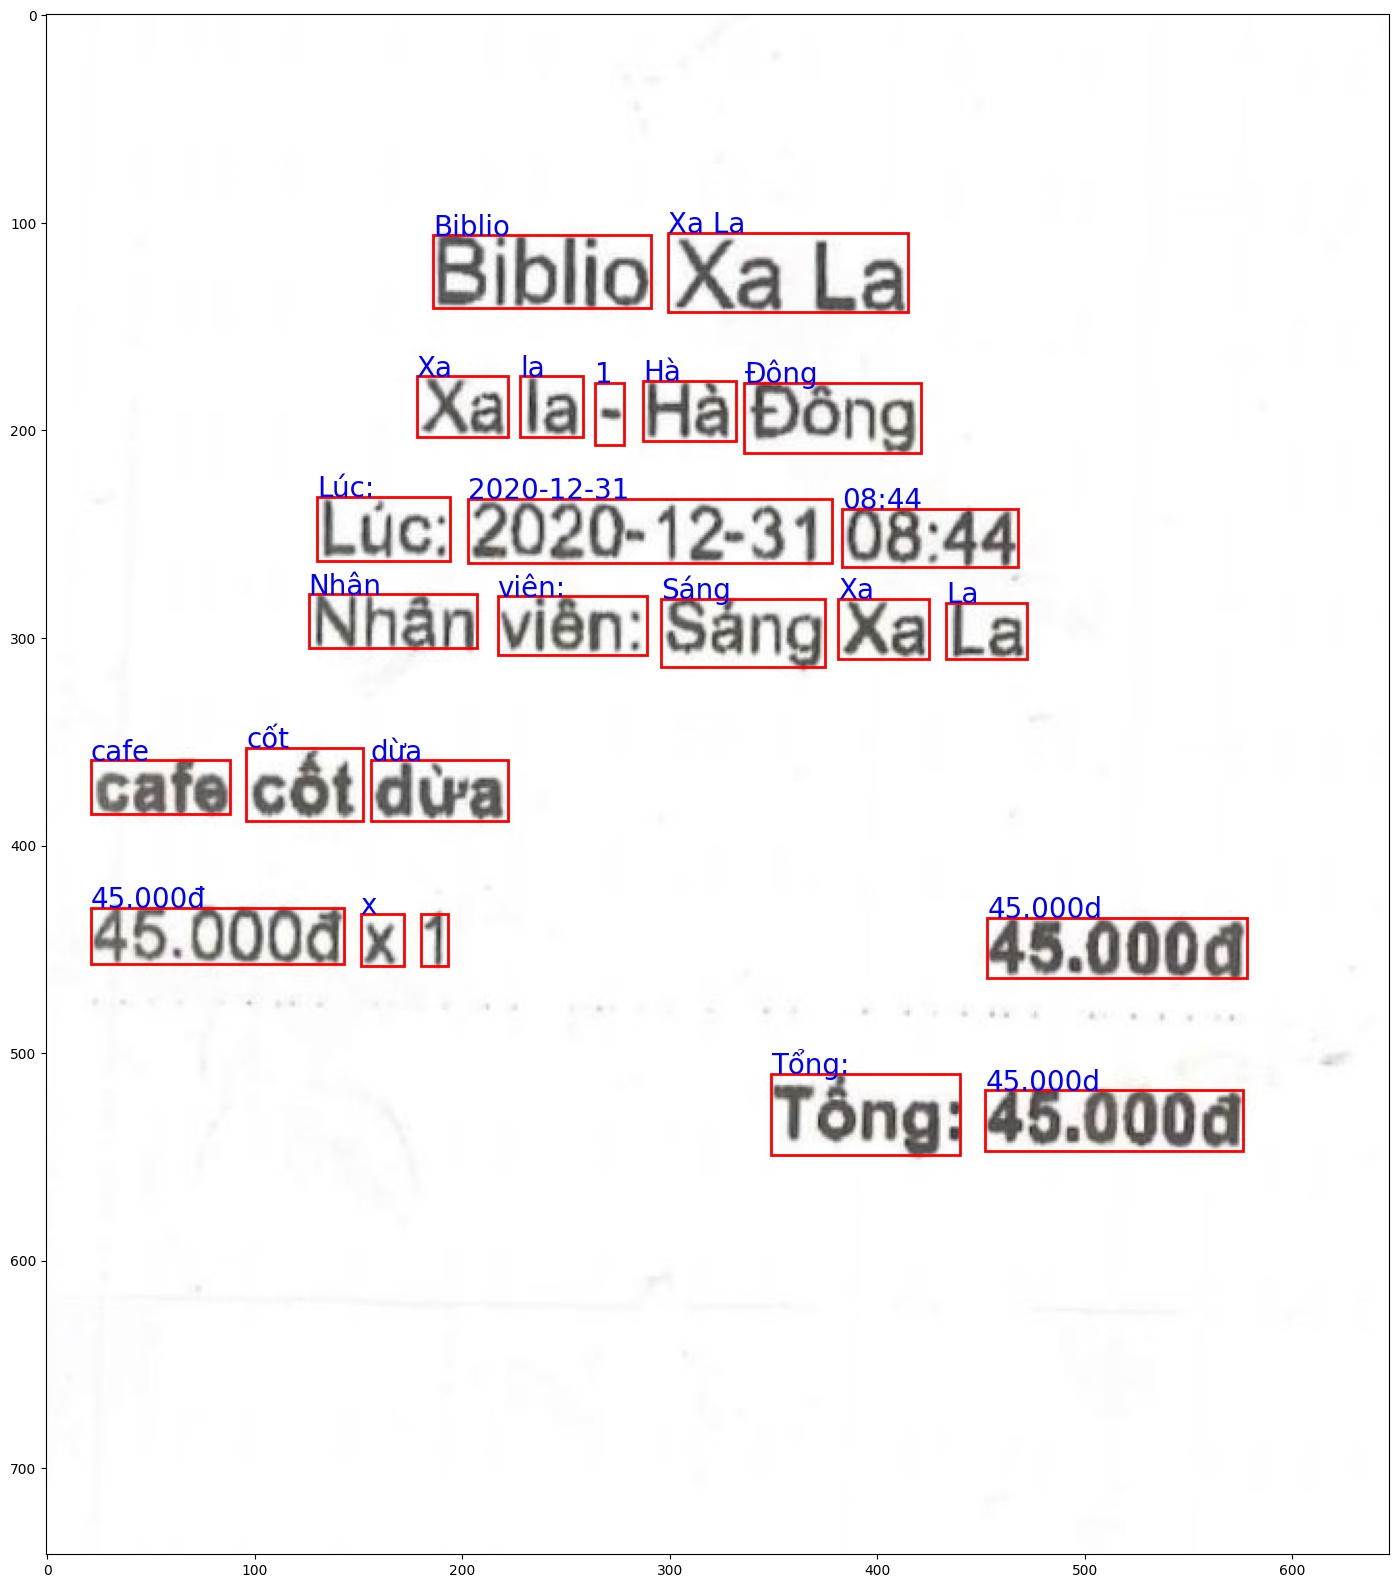 0
100
Biblio Xa La
Biblio Xa La
Xa la 1 Hà Đông
Xa la - Hà Đông
200
Lúc: 2020-12-31 08:44
Lúc: 2020-12-31 08:44
Nhân viên: Sáng Xa La
Nhân viên: Sáng Xa La
300
cafe cốt dừa
cafe cốt dừa
400
45.000đ x 45.000d
45.000đ x 1 45.000đ
500
Tổng: 45.000d
Tổng: 45.000đ
600
700
0 100 200 300 400 500 600